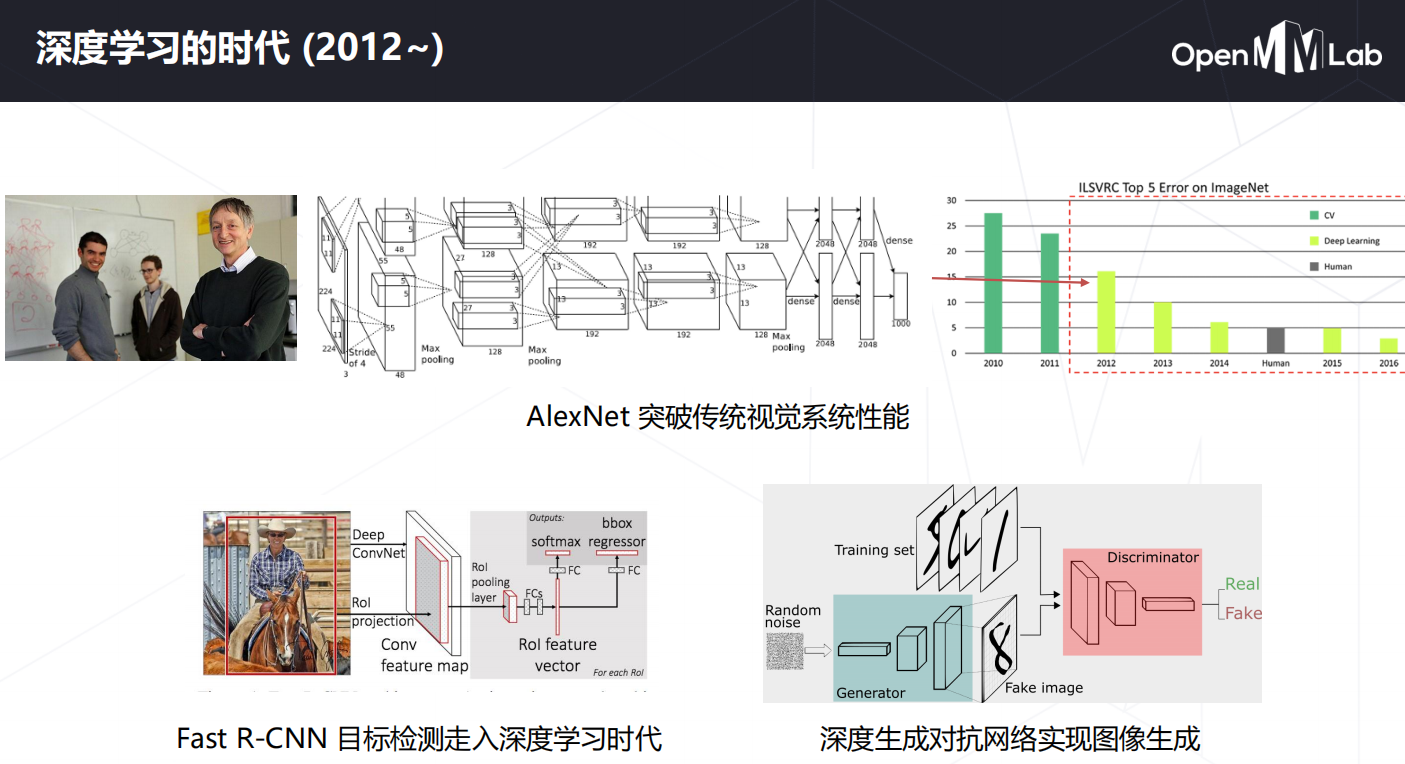 深度学习的时代 (2012~)
OpenMMLab
ILSVRC Top 5 Error on ImageNet
30
25
20
15
10
5
0
CV
Deep Learning
Human
2010
2011
2012
2013
2014
Human
2015
2016
11
11
224
11
11
224
3
Stride
of 4
55
55
48
48
5
5
5
5
Max
pooling
27
128
27
128
3
3
3
3
3
3
Max
pooling
13
13
192
192
3
3
3
3
13
13
192
192
3
3
3
3
13
13
128
128
Max
pooling
2048
2048
2048
2048
dense
dense
dense
1000
AlexNet 突破传统视觉系统性能
Deep
ConvNet
RoI
projection
Conv
feature map
RoI
pooling
layer
FCs
RoI feature
vector
Outputs:
softmax
bbox
regressor
FC
FC
For each RoI
Training set
Random
noise
Generator
Fake image
Discriminator
Real
Fake
Fast R-CNN 目标检测走入深度学习时代
深度生成对抗网络实现图像生成